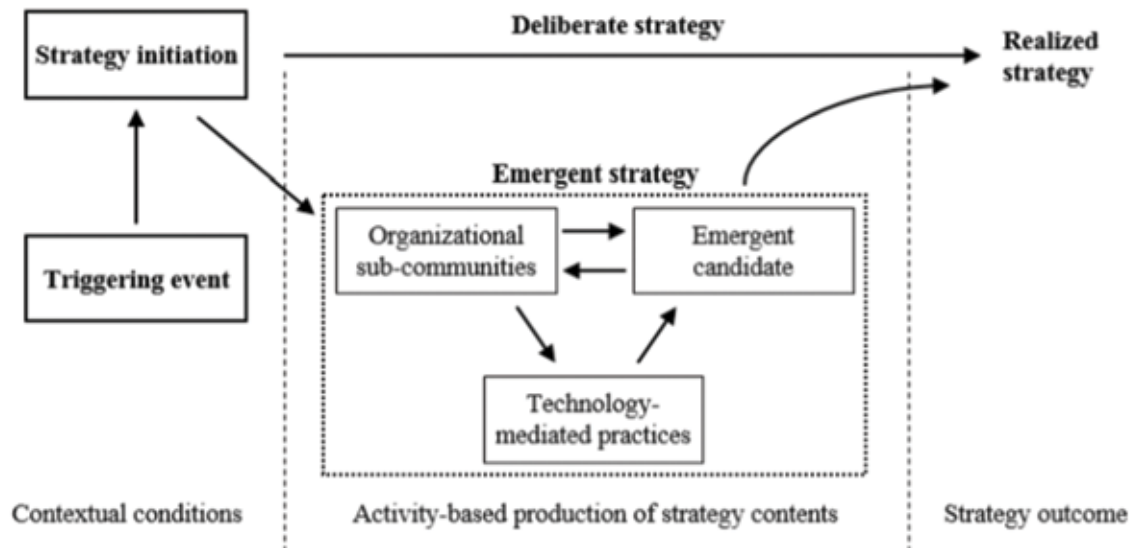 Deliberate strategy
Strategy initiation
Realized
strategy
Emergent strategy
Organizational
sub-communities
Emergent
candidate
Triggering event
Technology-
mediated practices
Contextual conditions
Activity-based production of strategy contents
Strategy outcome